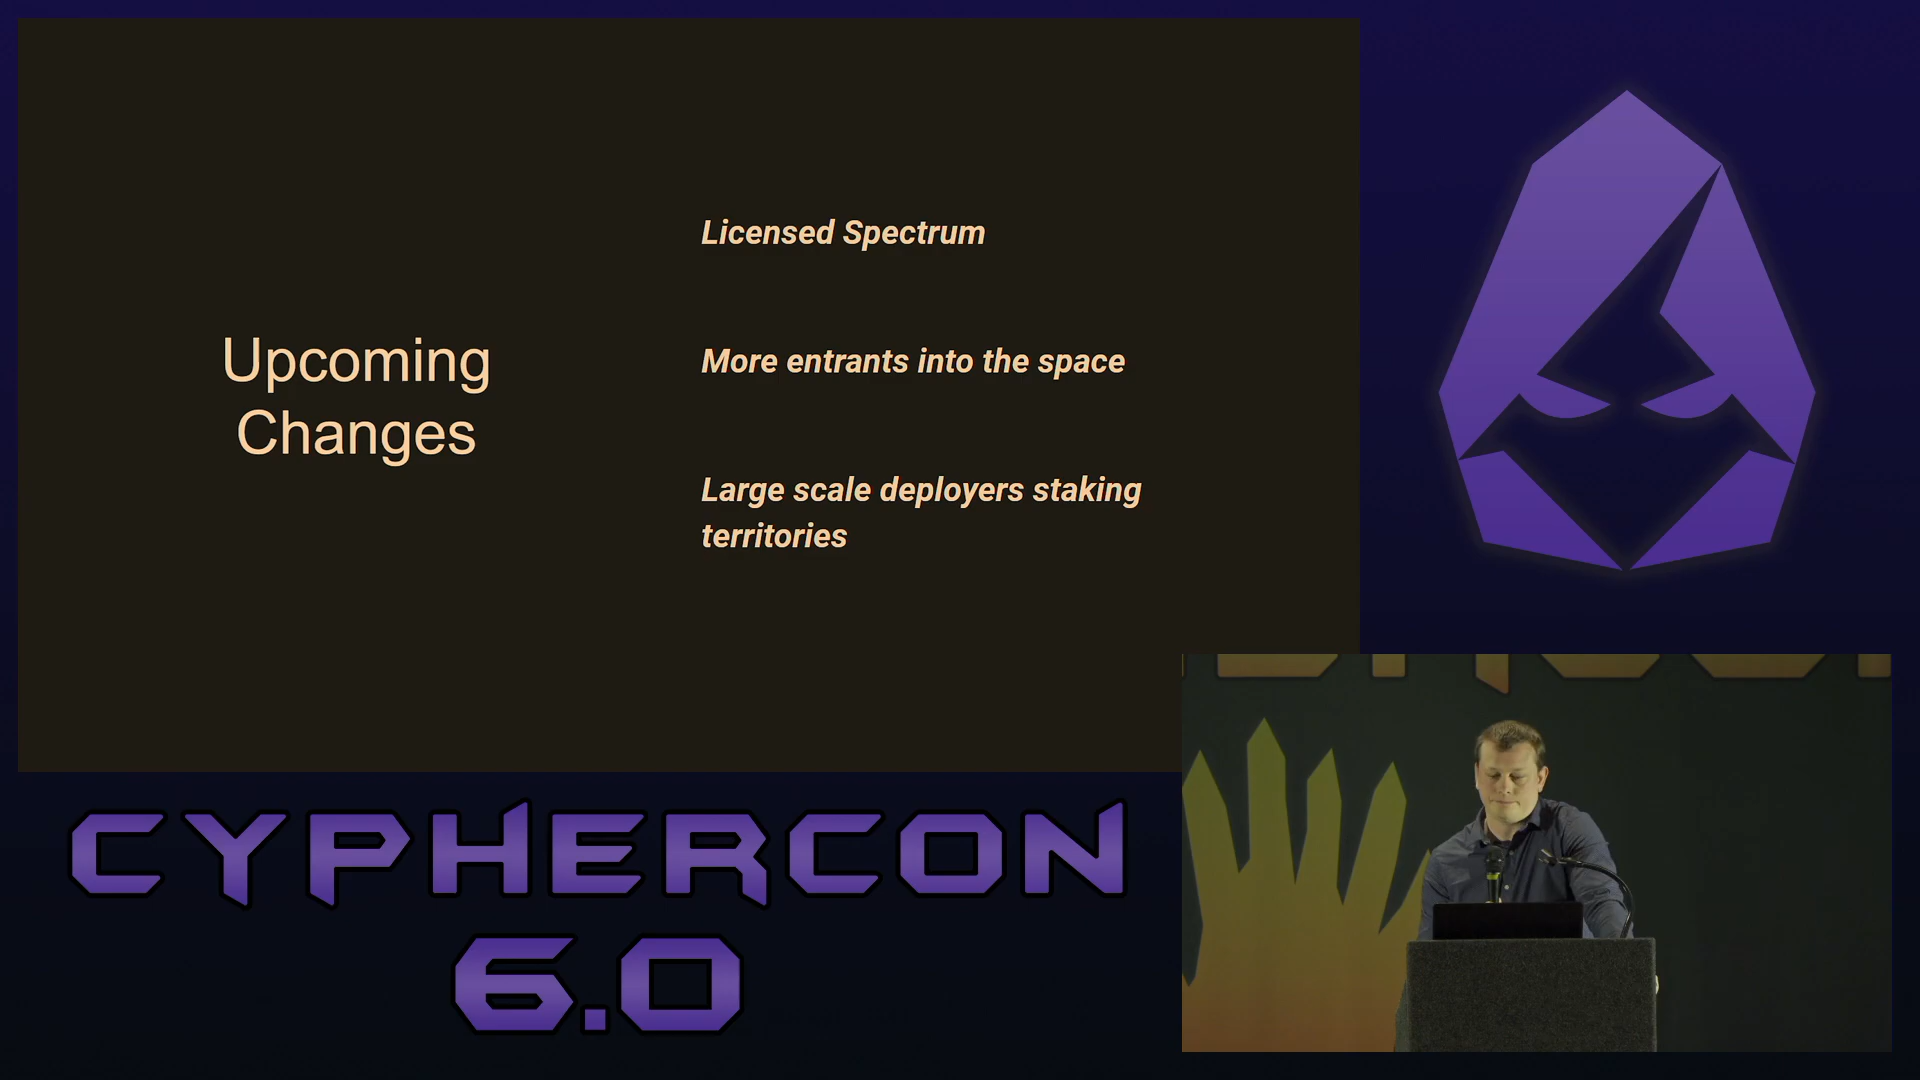 Upcoming
Changes
Licensed Spectrum
More entrants into the space
Large scale deployers staking
territories
CYPHERCON
6.0